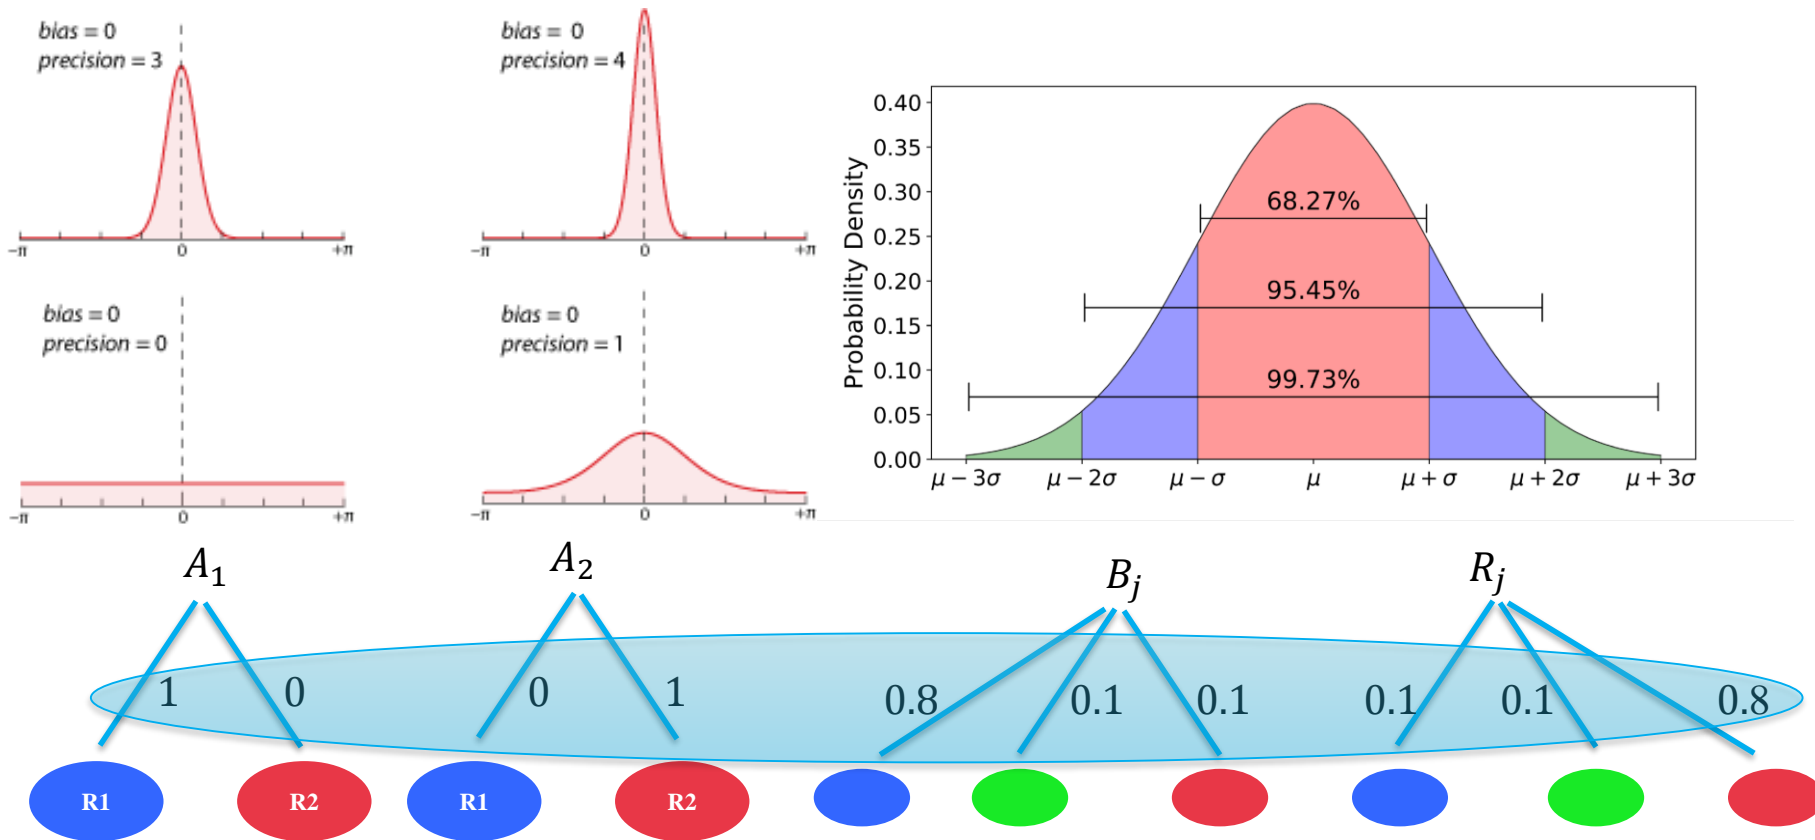 bias = 0
precision = 3
-π
0
+π
bias = 0
precision = 4
-π
0
+π
bias = 0
precision = 0
-π
0
+π
bias = 0
precision = 1
-π
0
+π
Probability Density
0.40
0.35
0.30
0.25
0.20
0.15
0.10
0.05
0.00
68.27%
95.45%
99.73%
μ − 3σ
μ − 2σ
μ − σ
μ
μ + σ
μ + 2σ
μ + 3σ
A₁
A₂
Bⱼ
Rⱼ
1
0
0
1
0.8
0.1
0.1
0.1
0.1
0.8
R1
R2
R1
R2